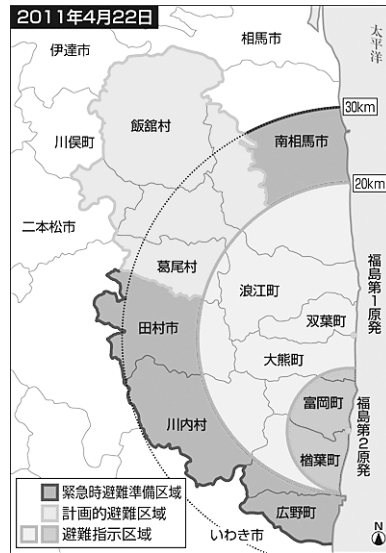 2011年4月22日
伊達市
相馬市
太平洋
飯舘村
30km
川俣町
南相馬市
20km
二本松市
葛尾村
浪江町
福島第1原発
双葉町
田村市
大熊町
富岡町
福島第2原発
川内村
楢葉町
緊急時避難準備区域
計画的避難区域
避難指示区域
広野町
いわき市
N